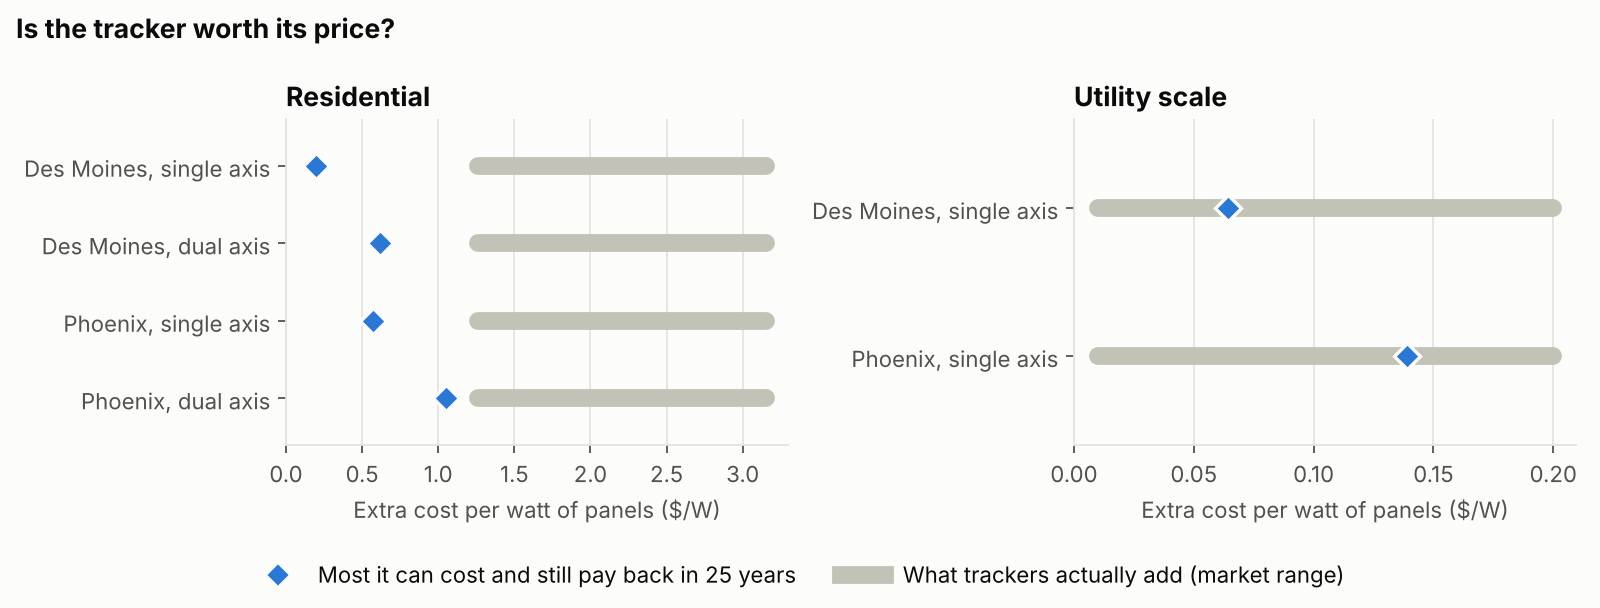 Is the tracker worth its price?
Residential
Des Moines, single axis
Des Moines, dual axis
Phoenix, single axis
Phoenix, dual axis
0.0 0.5 1.0 1.5 2.0 2.5 3.0
Extra cost per watt of panels ($/W)
Utility scale
Des Moines, single axis
Phoenix, single axis
0.00 0.05 0.10 0.15 0.20
Extra cost per watt of panels ($/W)
Most it can cost and still pay back in 25 years
What trackers actually add (market range)